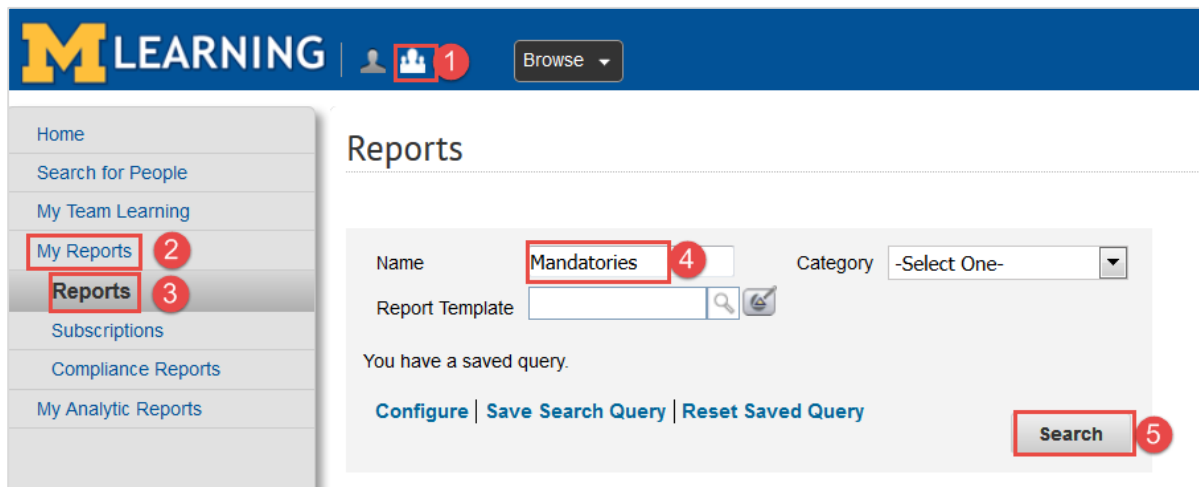 M LEARNING 1 Browse
Home
Search for People
My Team Learning
My Reports 2
Reports 3
Subscriptions
Compliance Reports
My Analytic Reports
Reports
Name Mandatories 4 Category -Select One-
Report Template
You have a saved query.
Configure | Save Search Query | Reset Saved Query
Search 5